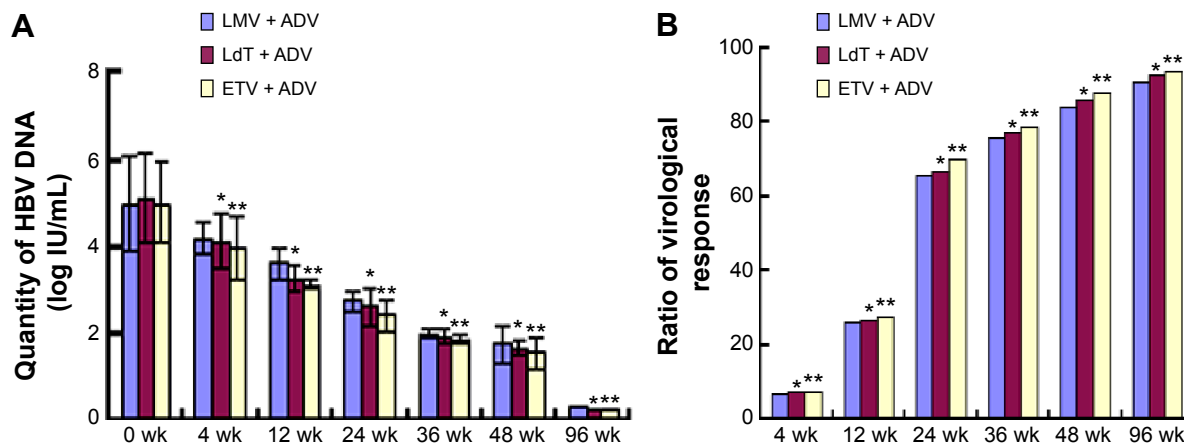 A
LMV + ADV
LdT + ADV
ETV + ADV
Quantity of HBV DNA
(log IU/mL)
8
6
4
2
0
* **
* **
* **
* **
* **
* **
0 wk 4 wk 12 wk 24 wk 36 wk 48 wk 96 wk
B
LMV + ADV
LdT + ADV
ETV + ADV
Ratio of virological
response
100
80
60
40
20
0
* **
* **
* **
* **
* **
* **
4 wk 12 wk 24 wk 36 wk 48 wk 96 wk